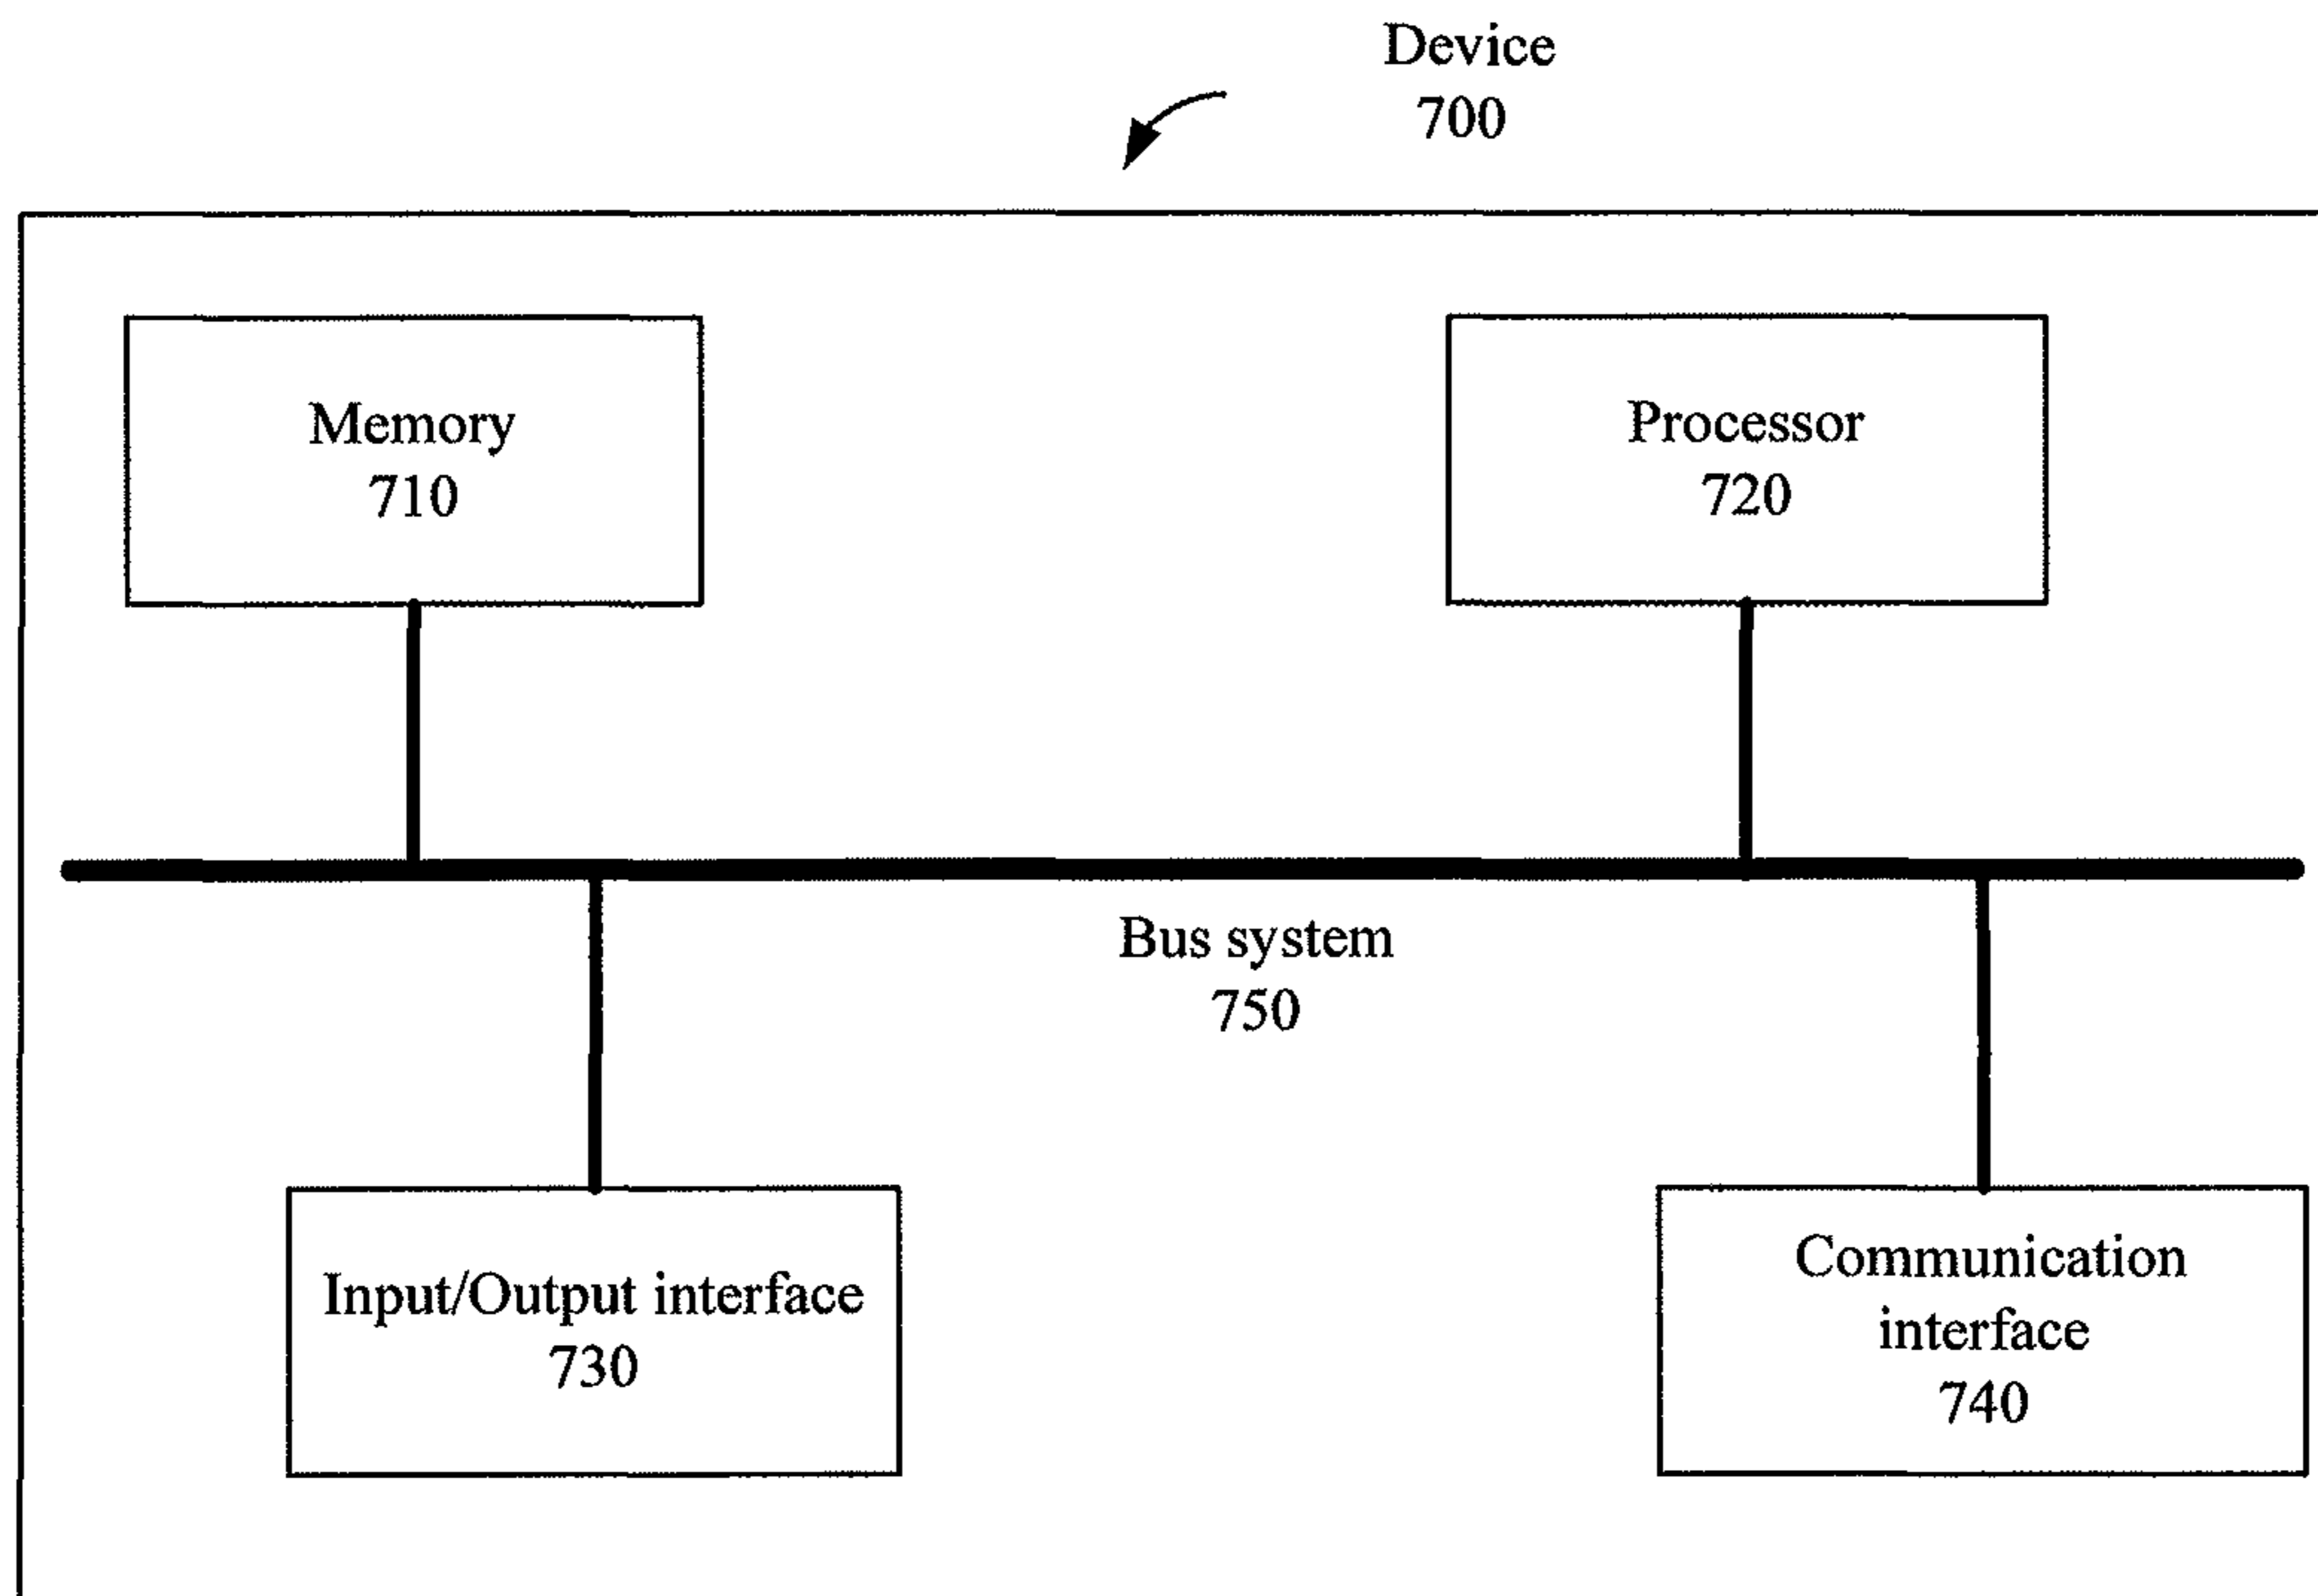 Device
700
Memory
710
Processor
720
Bus system
750
Input/Output interface
730
Communication
interface
740